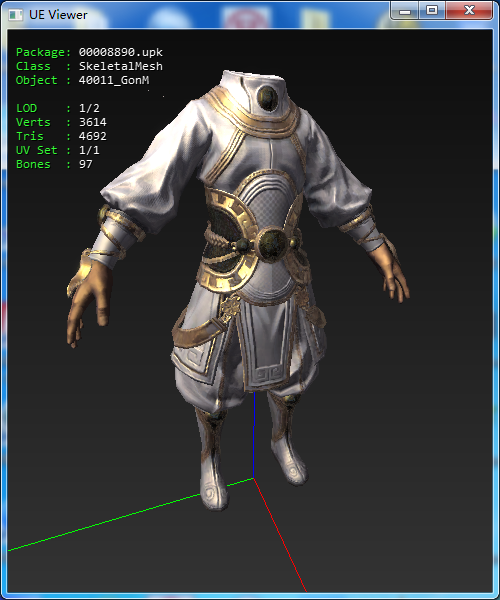 UE Viewer
Package: 00008890.upk
Class : SkeletalMesh
Object : 40011_GonM
LOD : 1/2
Verts : 3614
Tris : 4692
UV Set : 1/1
Bones : 97